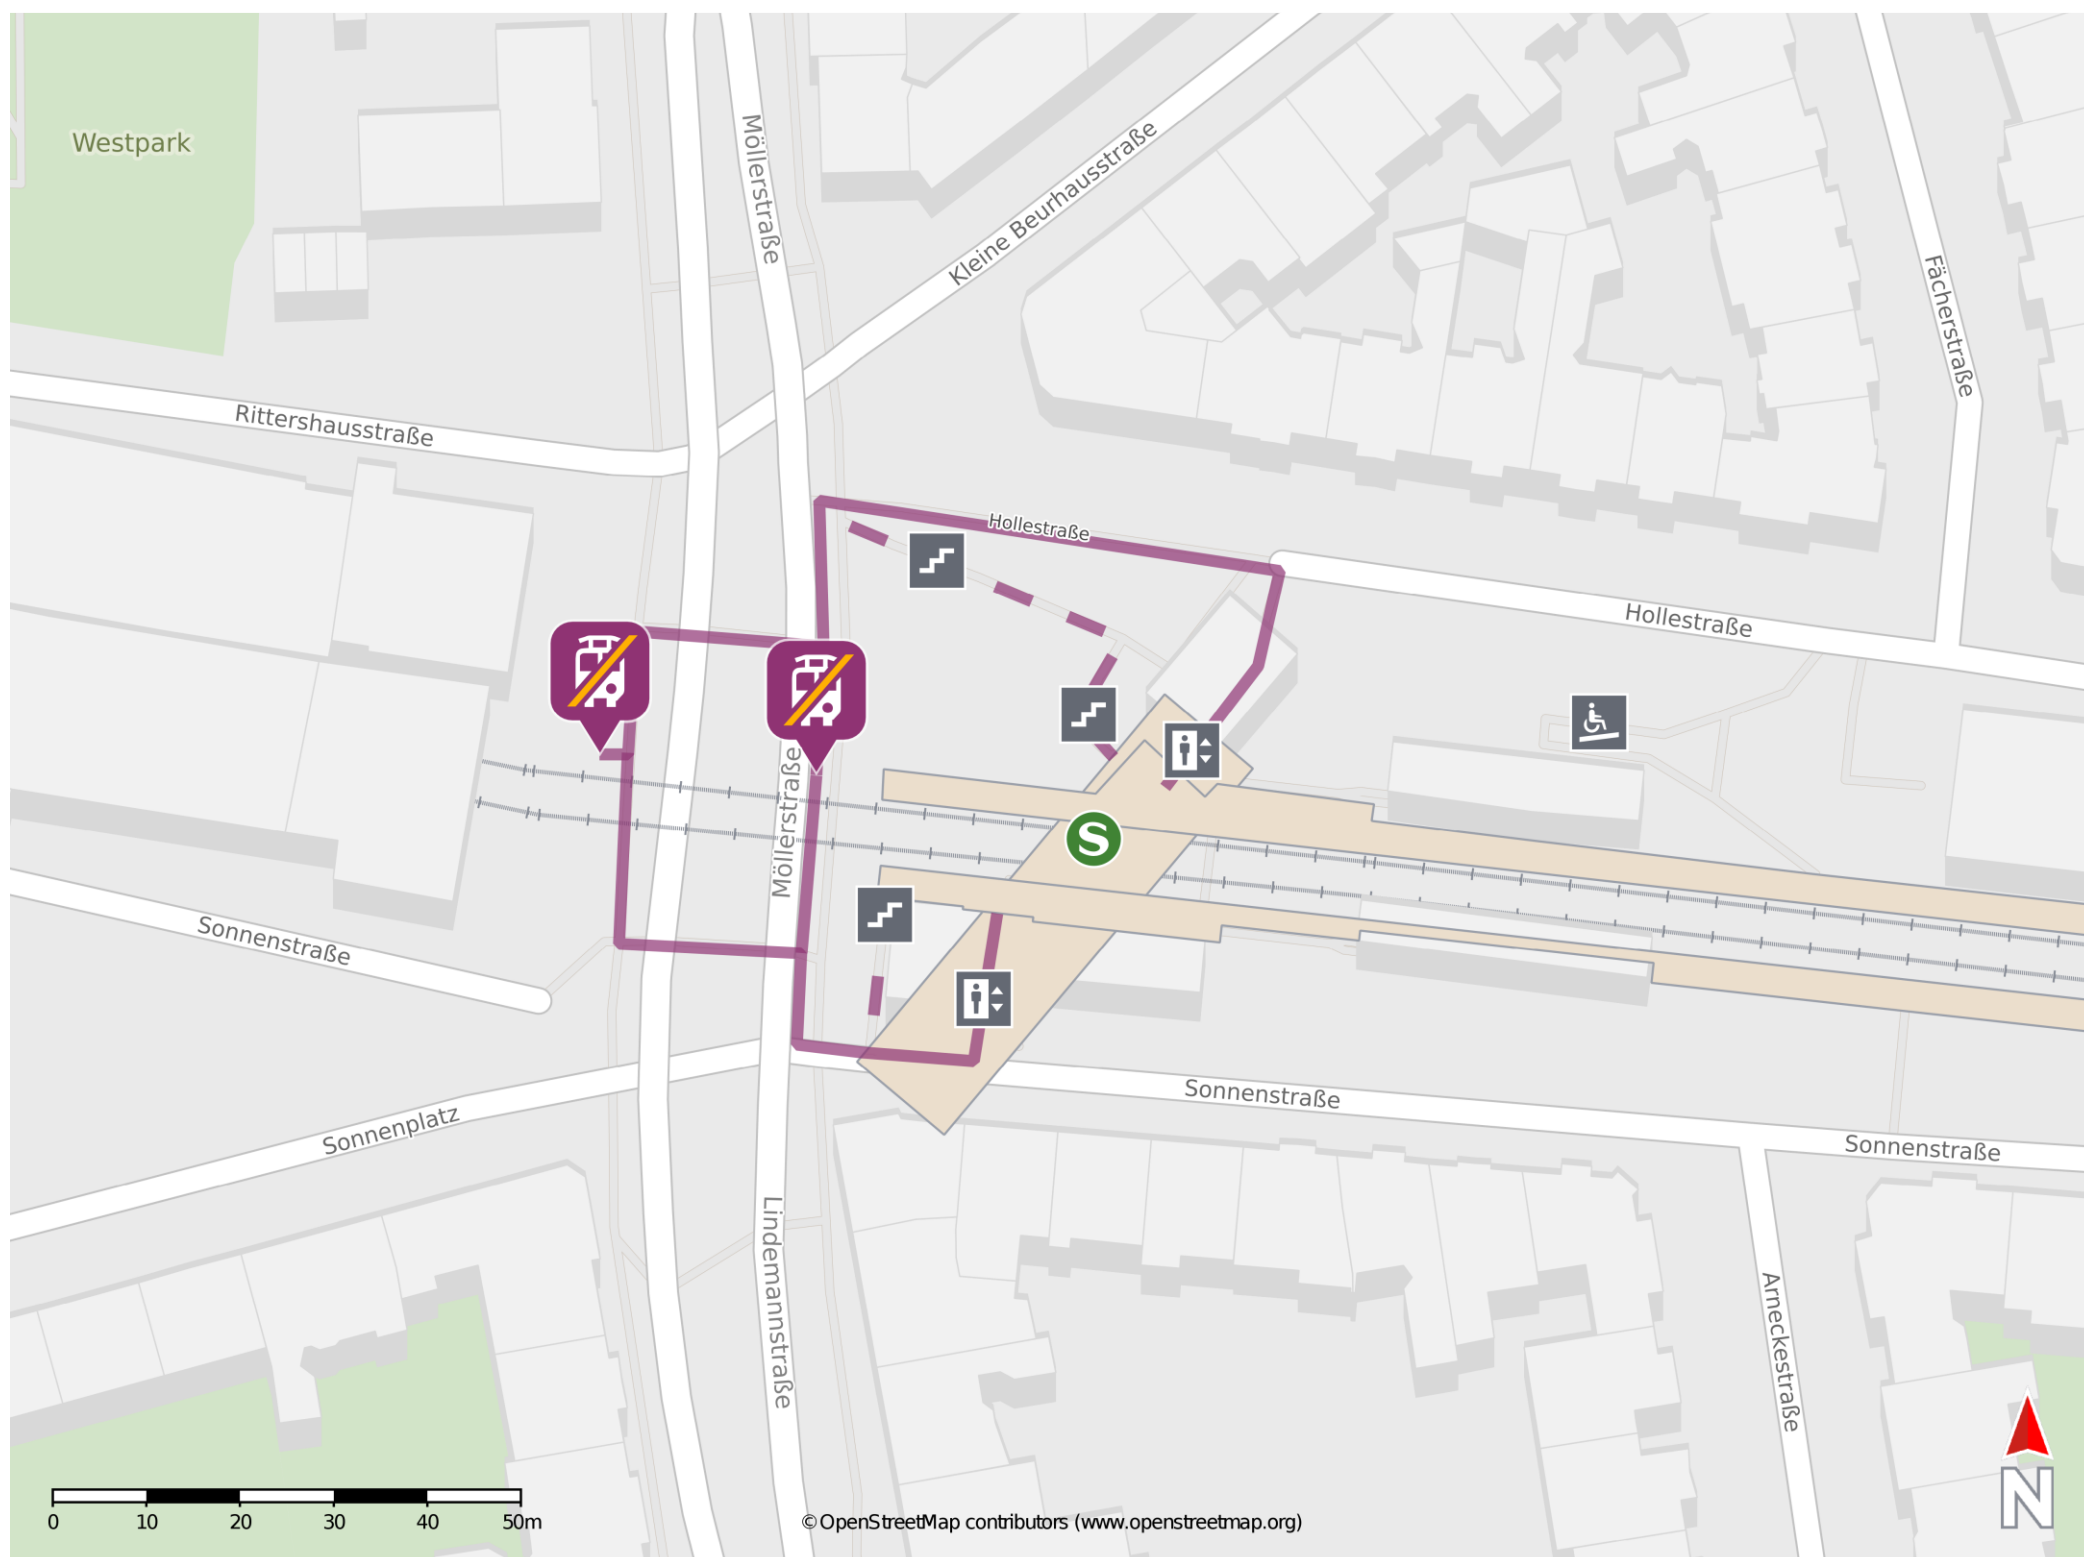 Westpark
Möllerstraße
Kleine Beurhausstraße
Fächerstraße
Rittershausstraße
Hollestraße
Hollestraße
Möllerstraße
S
Sonnenstraße
Sonnenplatz
Sonnenstraße
Sonnenstraße
Lindemannstraße
Arneckestraße
N
0 10 20 30 40 50m
© OpenStreetMap contributors (www.openstreetmap.org)